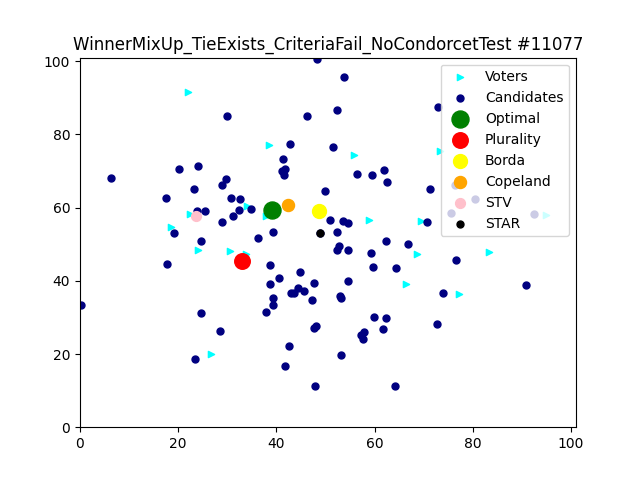 WinnerMixUp_TieExists_CriteriaFail_NoCondorcetTest #11077
100
80
60
40
20
0
0
20
40
60
80
100
Voters
Candidates
Optimal
Plurality
Borda
Copeland
STV
STAR